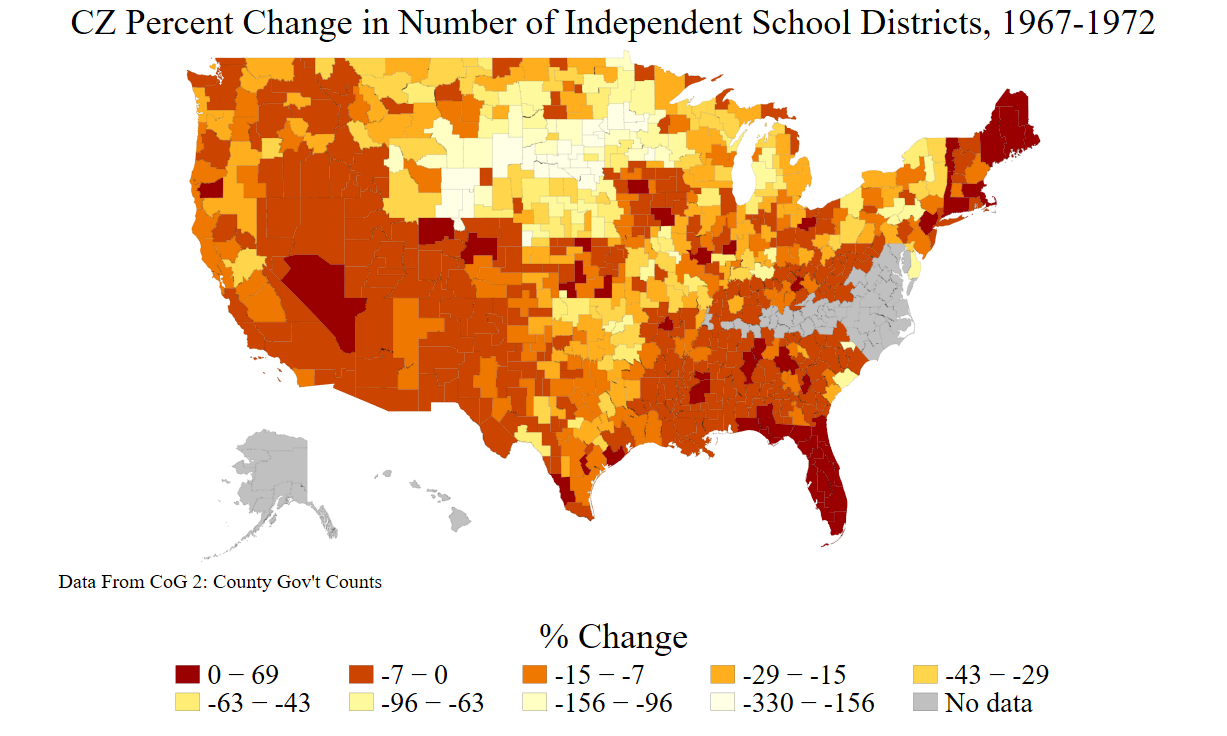 CZ Percent Change in Number of Independent School Districts, 1967-1972
Data From CoG 2: County Gov't Counts
% Change
0 − 69 -7 − 0 -15 − -7 -29 − -15 -43 − -29
-63 − -43 -96 − -63 -156 − -96 -330 − -156 No data